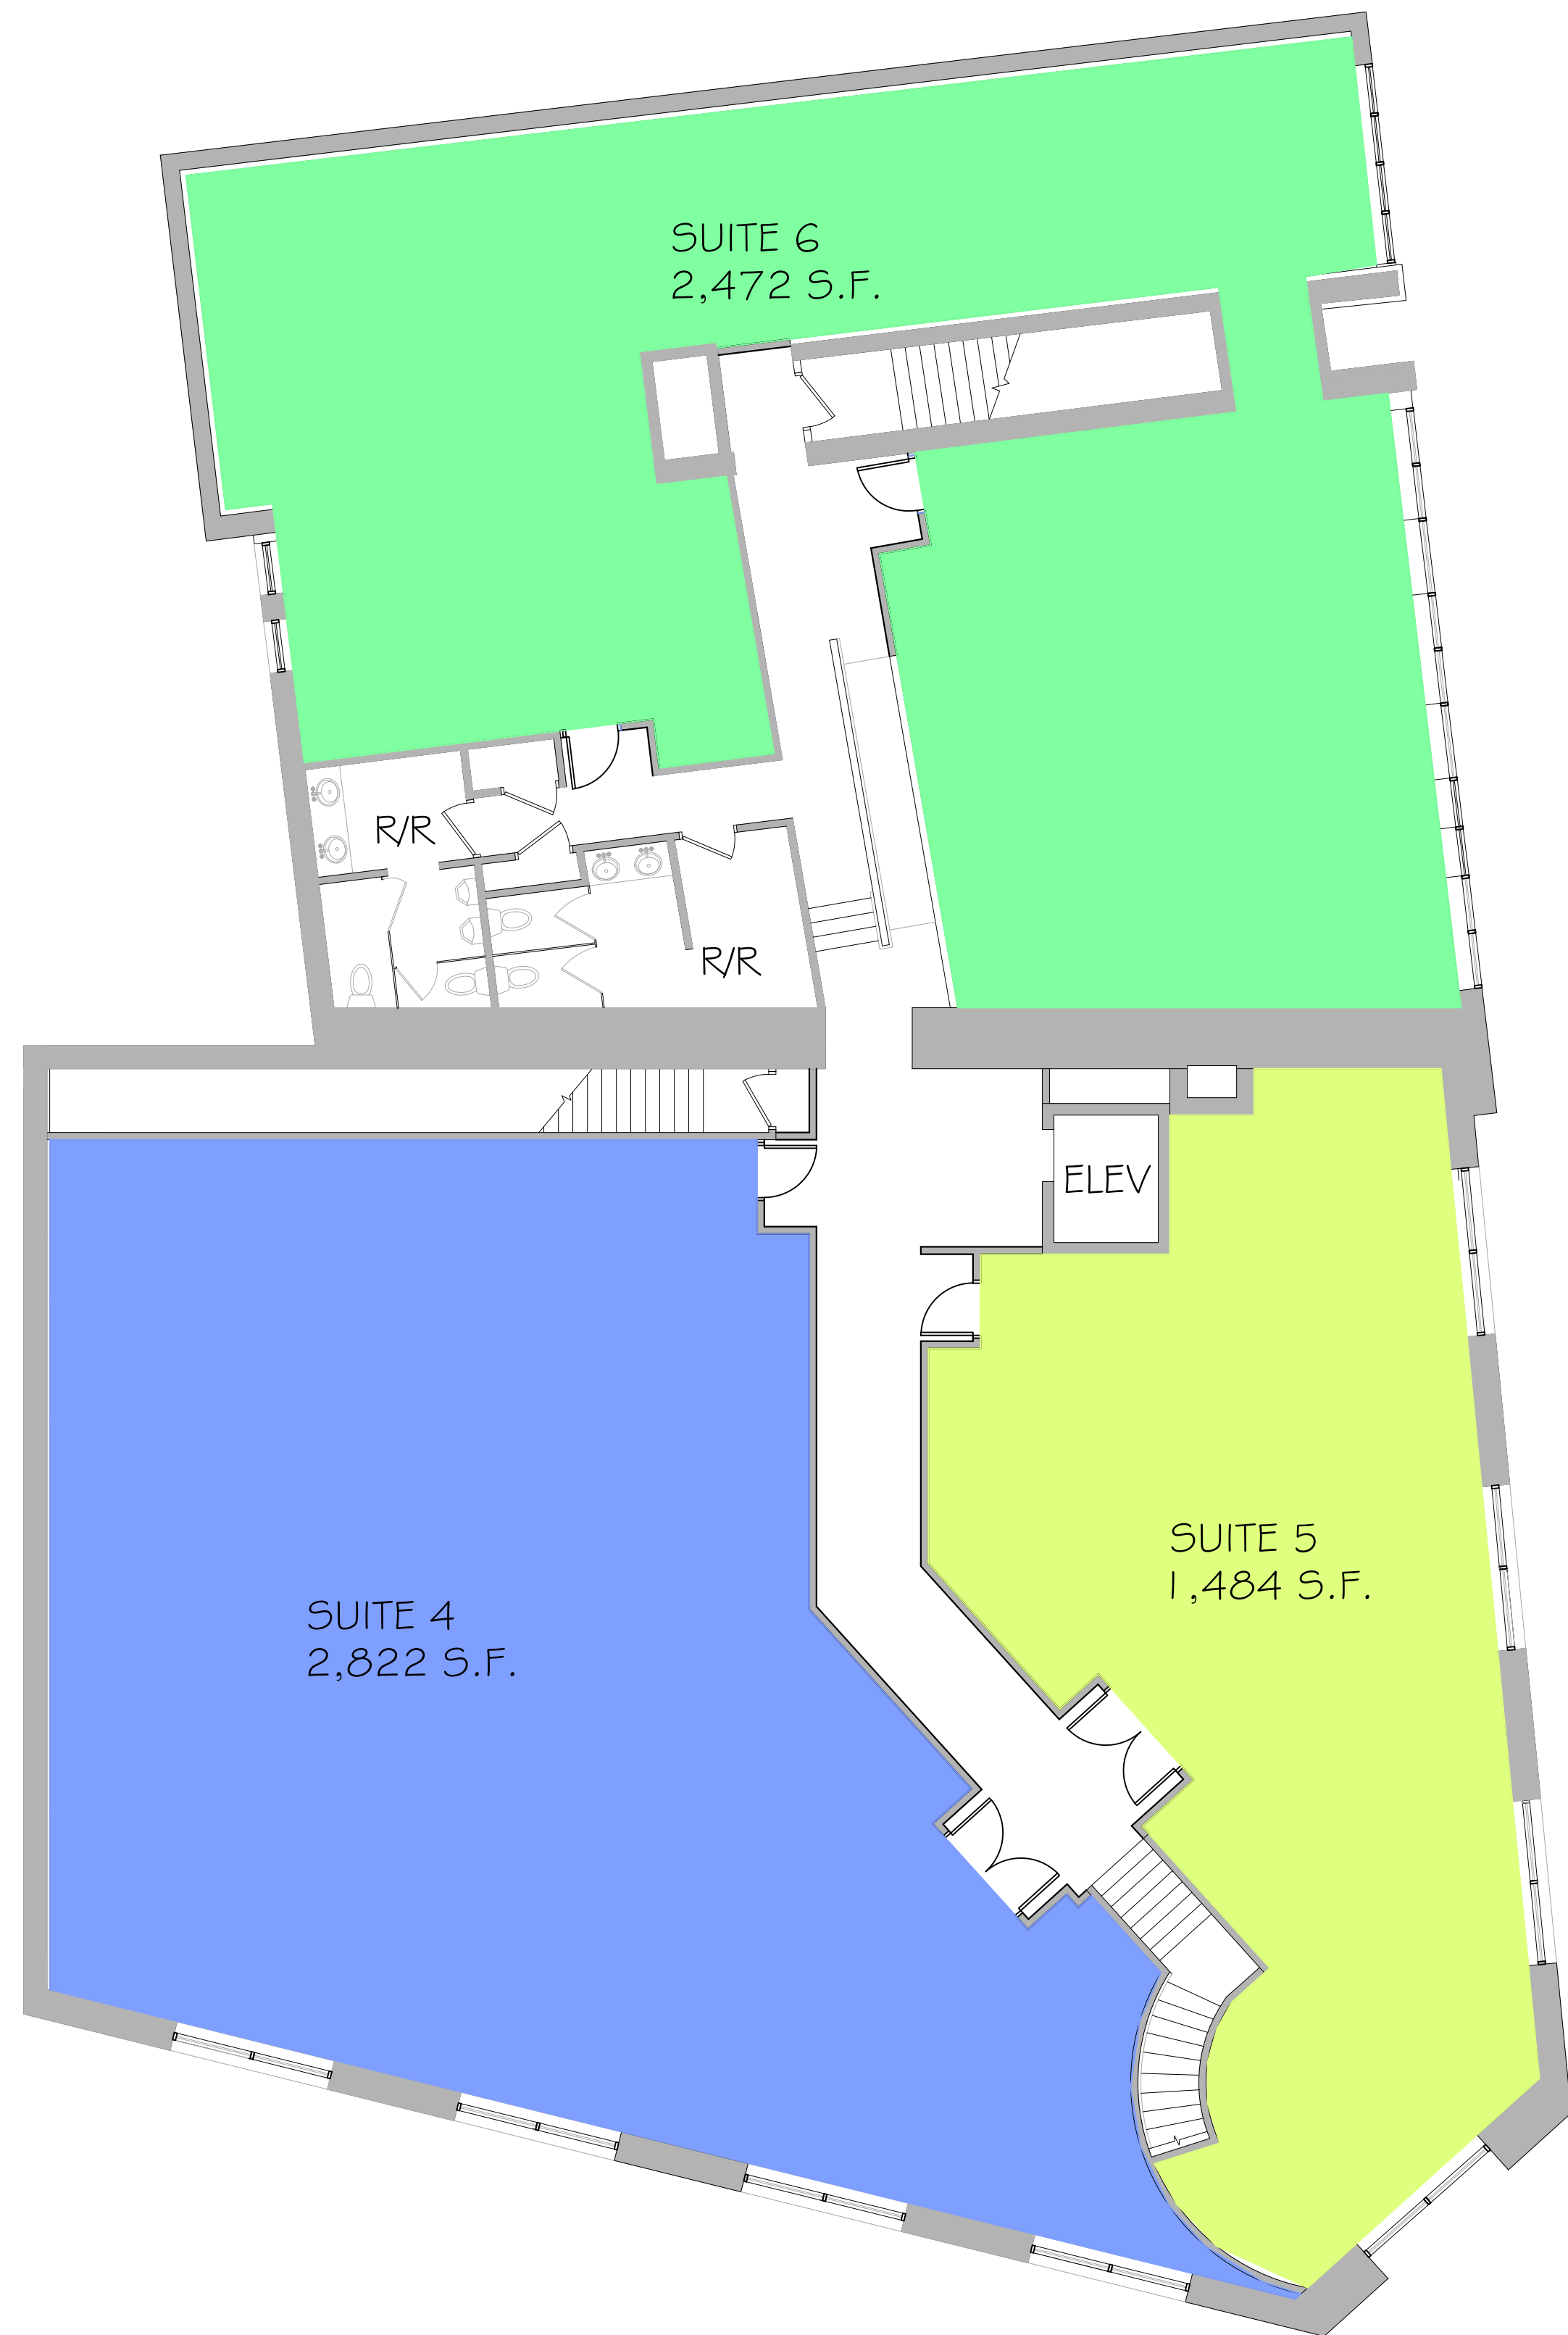 SUITE 6
2,472 S.F.
R/R
R/R
ELEV
SUITE 5
1,484 S.F.
SUITE 4
2,822 S.F.